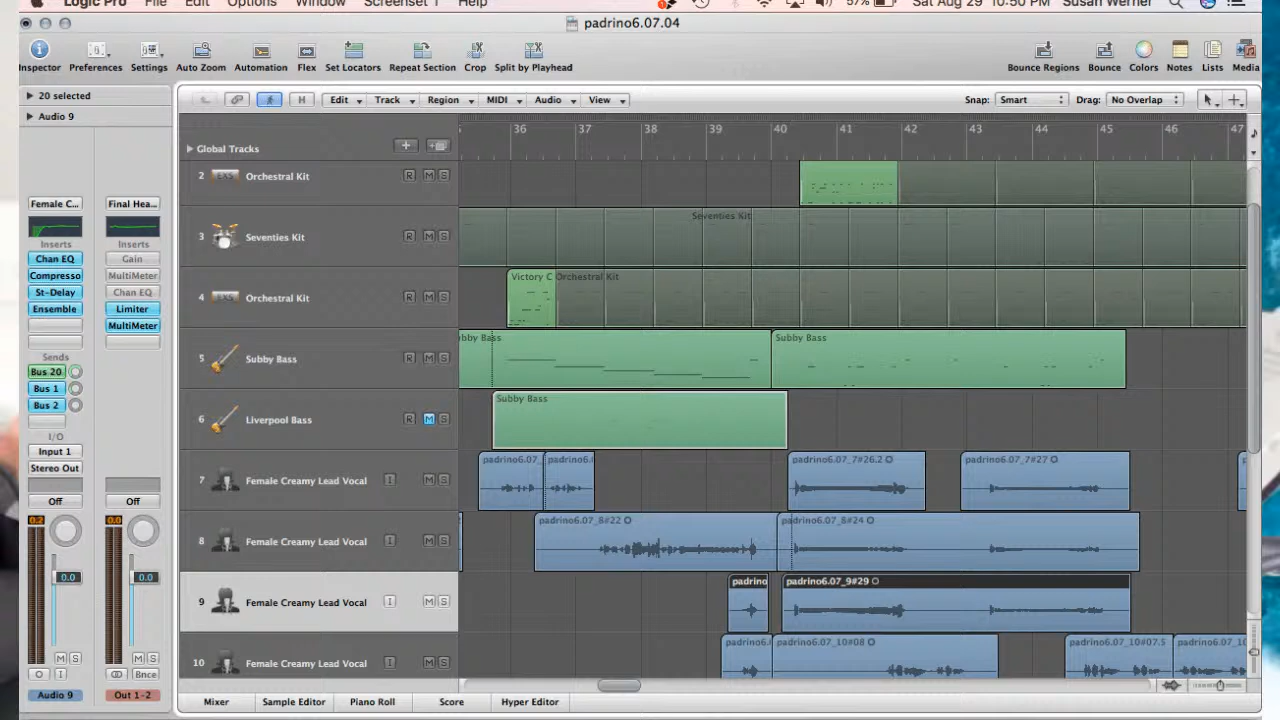 Logic Pro File Edit Options Window Screenset 1 Help 57% Sat Aug 29 10:50 PM Susan Werner
padrino6.07.04
Inspector Preferences Settings Auto Zoom Automation Flex Set Locators Repeat Section Crop Split by Playhead Bounce Regions Bounce Colors Notes Lists Media
20 selected
Edit Track Region MIDI Audio View Snap: Smart Drag: No Overlap
Audio 9
36 37 38 39 40 41 42 43 44 45 46 47
Global Tracks
2 Orchestral Kit R M S
Female C... Final Hea...
3 Seventies Kit R M S Seventies Kit
Inserts Inserts
Chan EQ Gain
Compresso MultiMeter
St-Delay Chan EQ
Ensemble Limiter
MultiMeter
4 Orchestral Kit R M S Victory C Orchestral Kit
Sends
Bus 20
Bus 1
Bus 2
5 Subby Bass R M S bby Bass Subby Bass
6 Liverpool Bass R M S Subby Bass
I/O
Input 1
Stereo Out
Off Off
7 Female Creamy Lead Vocal I M S padrino6.07_ padrino6.( padrino6.07_7#26.2 padrino6.07_7#27
0.2 0.0
8 Female Creamy Lead Vocal I M S padrino6.07_8#22 padrino6.07_8#24
0.0 0.0
9 Female Creamy Lead Vocal I M S padrino padrino6.07_9#29
10 Female Creamy Lead Vocal I M S padrino6.0 padrino6.07_10#08 padrino6.07_10#07.5 padrino6.07_10
M S M S
O I Bnce
Audio 9 Out 1-2
Mixer Sample Editor Piano Roll Score Hyper Editor